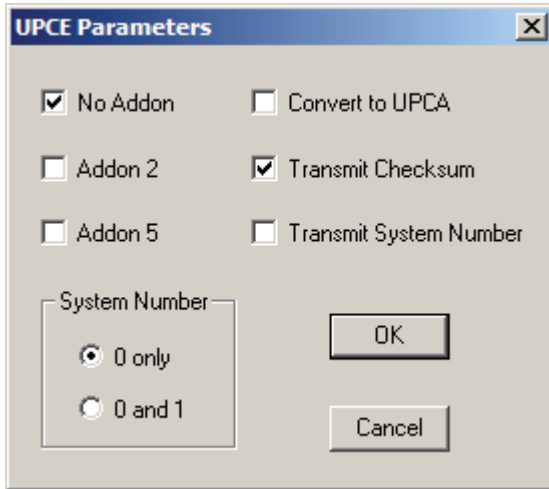 UPCE Parameters
No Addon
Convert to UPCA
Addon 2
Transmit Checksum
Addon 5
Transmit System Number
System Number
0 only
0 and 1
OK
Cancel